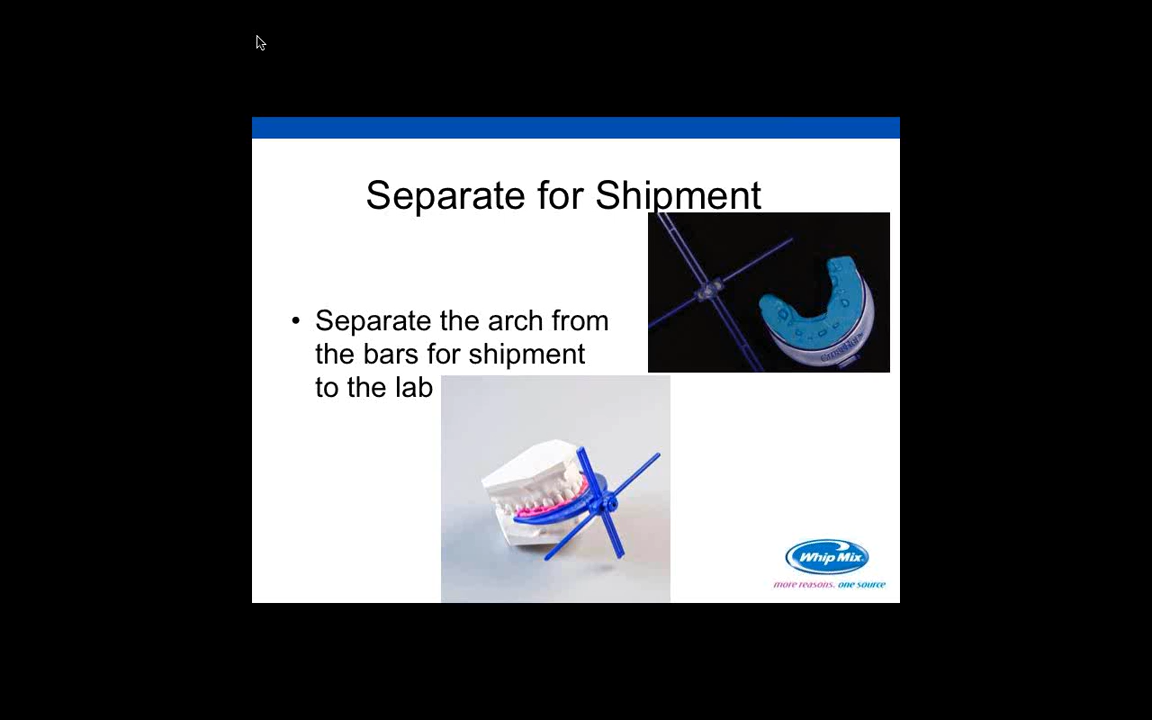 Separate for Shipment
• Separate the arch from
the bars for shipment
to the lab
Whip Mix
more reasons. one source